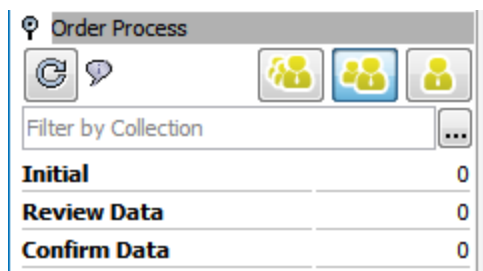 Order Process
Filter by Collection ...
Initial 0
Review Data 0
Confirm Data 0